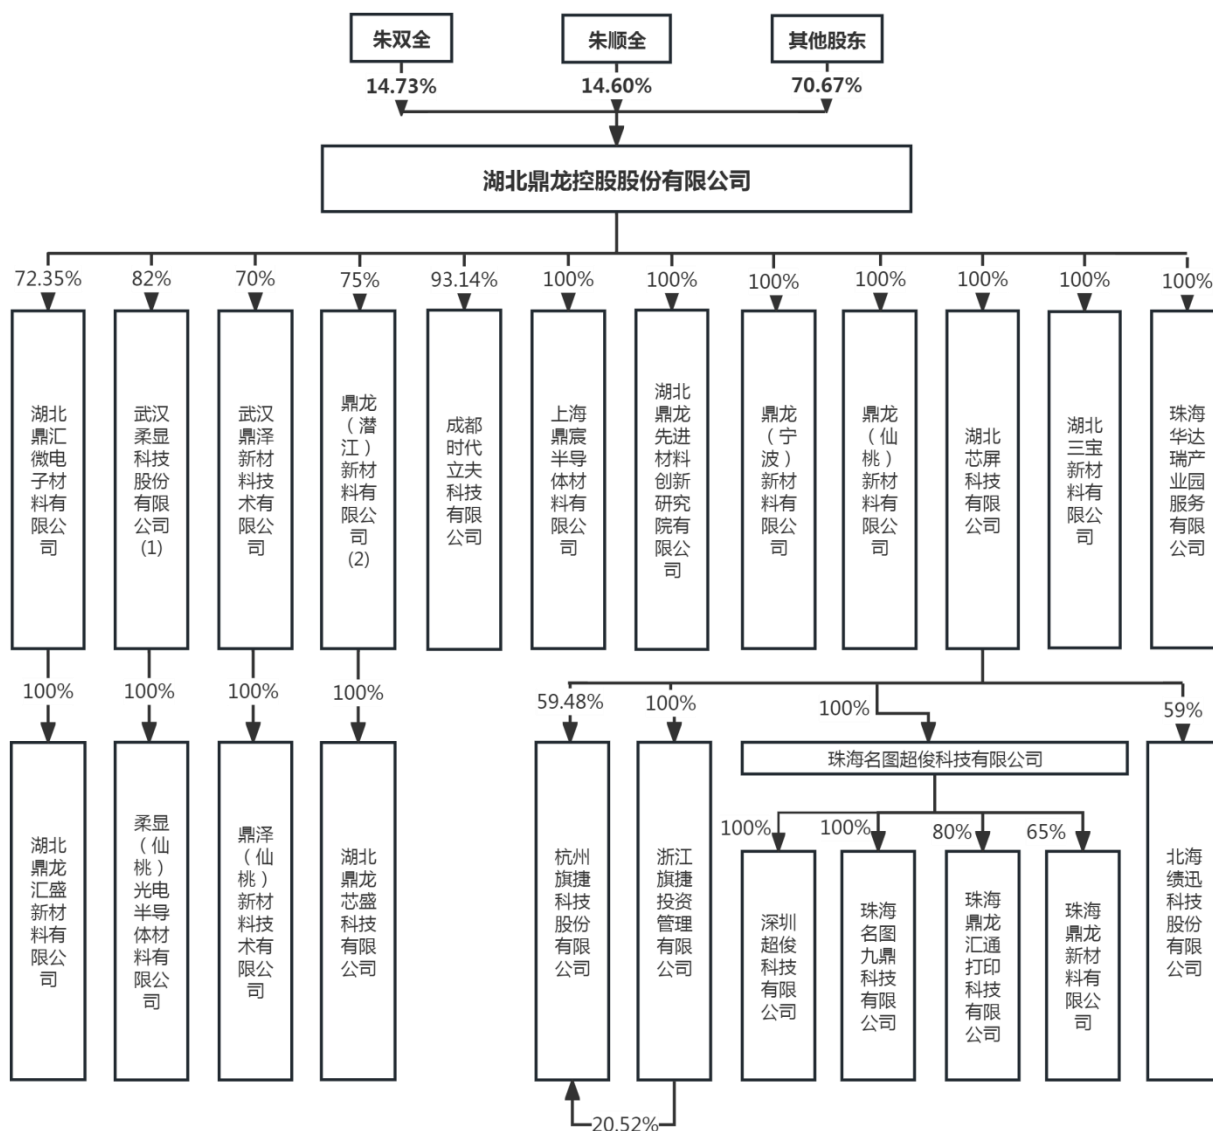 朱双全
朱顺全
其他股东
14.73%
14.60%
70.67%
湖北鼎龙控股股份有限公司
72.35%
82%
70%
75%
93.14%
100%
100%
100%
100%
100%
100%
100%
湖北
鼎汇
微电
子材
料有
限公
司
武汉
柔显
科技
股份
有限
公司
(1)
武汉
鼎泽
新材
料技
术有
限公
司
鼎龙
（潜
江）
新材
料有
限公
司
(2)
成都
时代
立夫
科技
有限
公司
上海
鼎宸
半导
体材
料有
限公
司
湖北
鼎龙
先进
材料
创新
研究
院有
限公
司
鼎龙
（宁
波）
新材
料有
限公
司
鼎龙
（仙
桃）
新材
料有
限公
司
湖北
芯屏
科技
有限
公司
湖北
三宝
新材
料有
限公
司
珠海
华达
瑞产
业园
服务
有限
公司
100%
100%
100%
100%
59.48%
100%
100%
59%
湖北
鼎龙
汇盛
新材
料有
限公
司
柔显
（仙
桃）
光电
半导
体材
料有
限公
司
鼎泽
（仙
桃）
新材
料技
术有
限公
司
湖北
鼎龙
芯盛
科技
有限
公司
杭州
旗捷
科技
股份
有限
公司
浙江
旗捷
投资
管理
有限
公司
珠海名图超俊科技有限公司
100%
100%
80%
65%
深圳
超俊
科技
有限
公司
珠海
名图
九鼎
科技
有限
公司
珠海
鼎龙
汇通
打印
科技
有限
公司
珠海
鼎龙
新材
料有
限公
司
北海
绩迅
科技
股份
有限
公司
20.52%